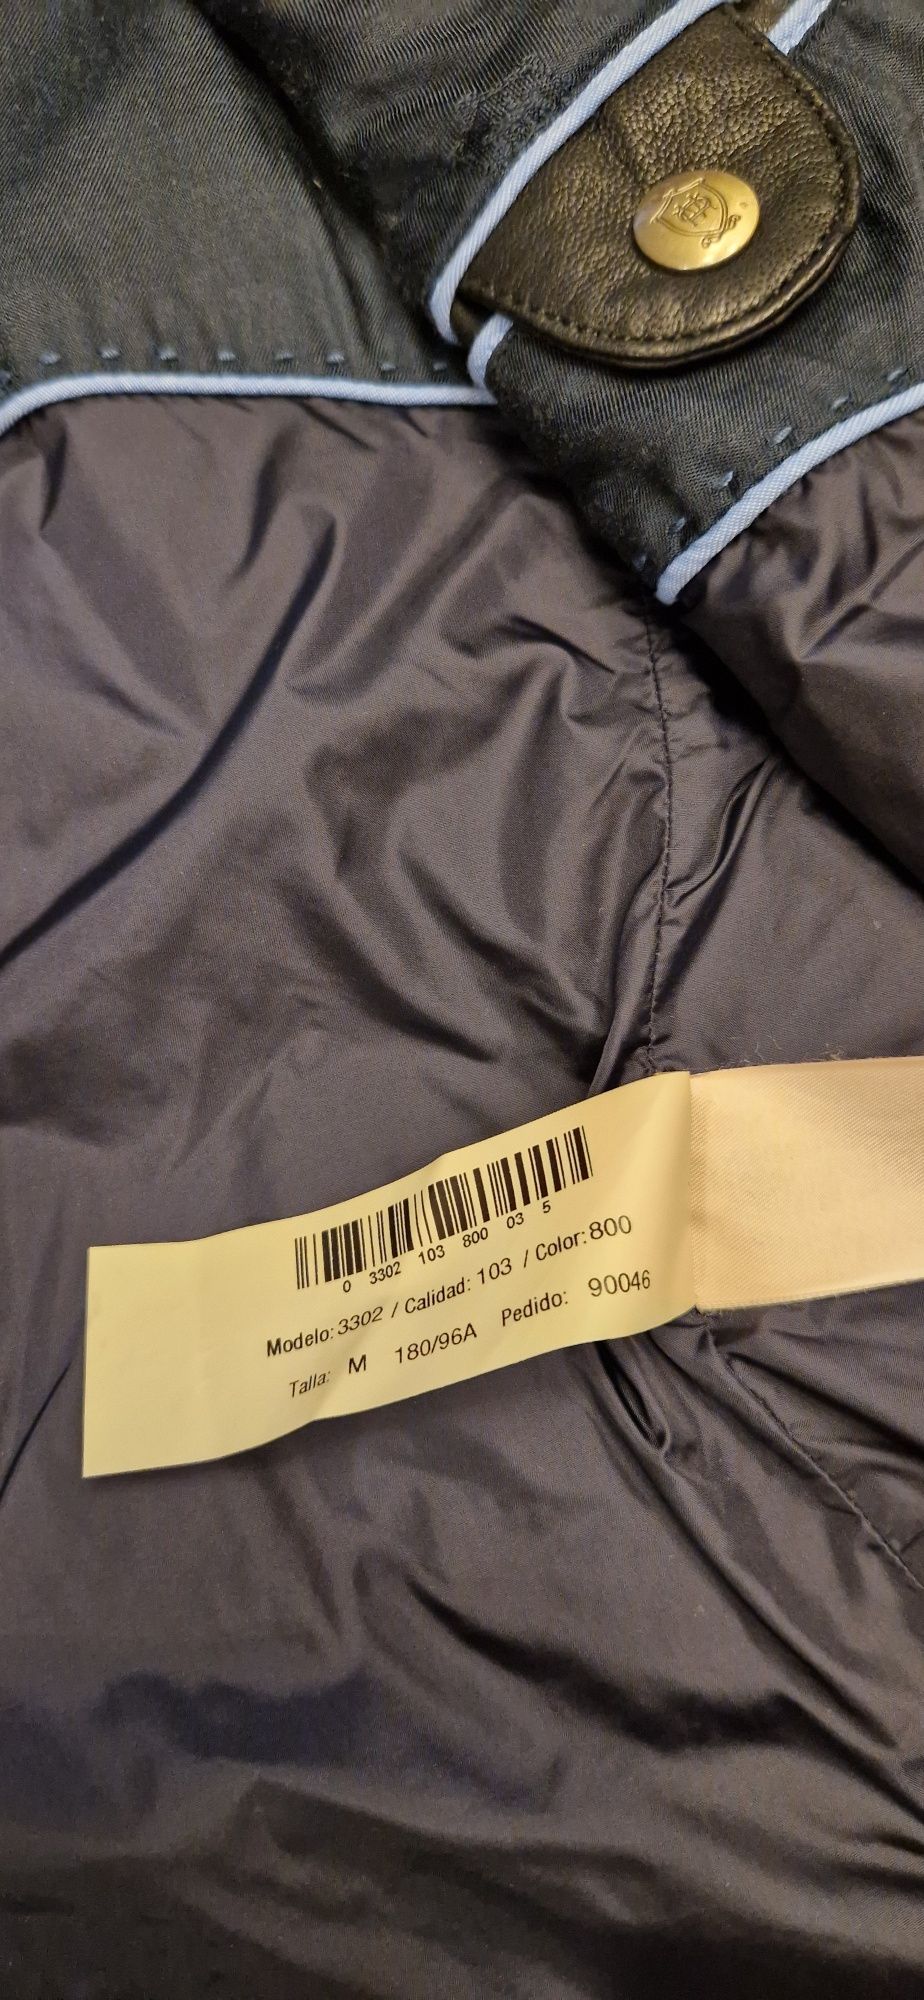 0 3302 103 800 03 5
Modelo: 3302 / Calidad: 103 / Color: 800
Talla: M 180/96A Pedido: 90046